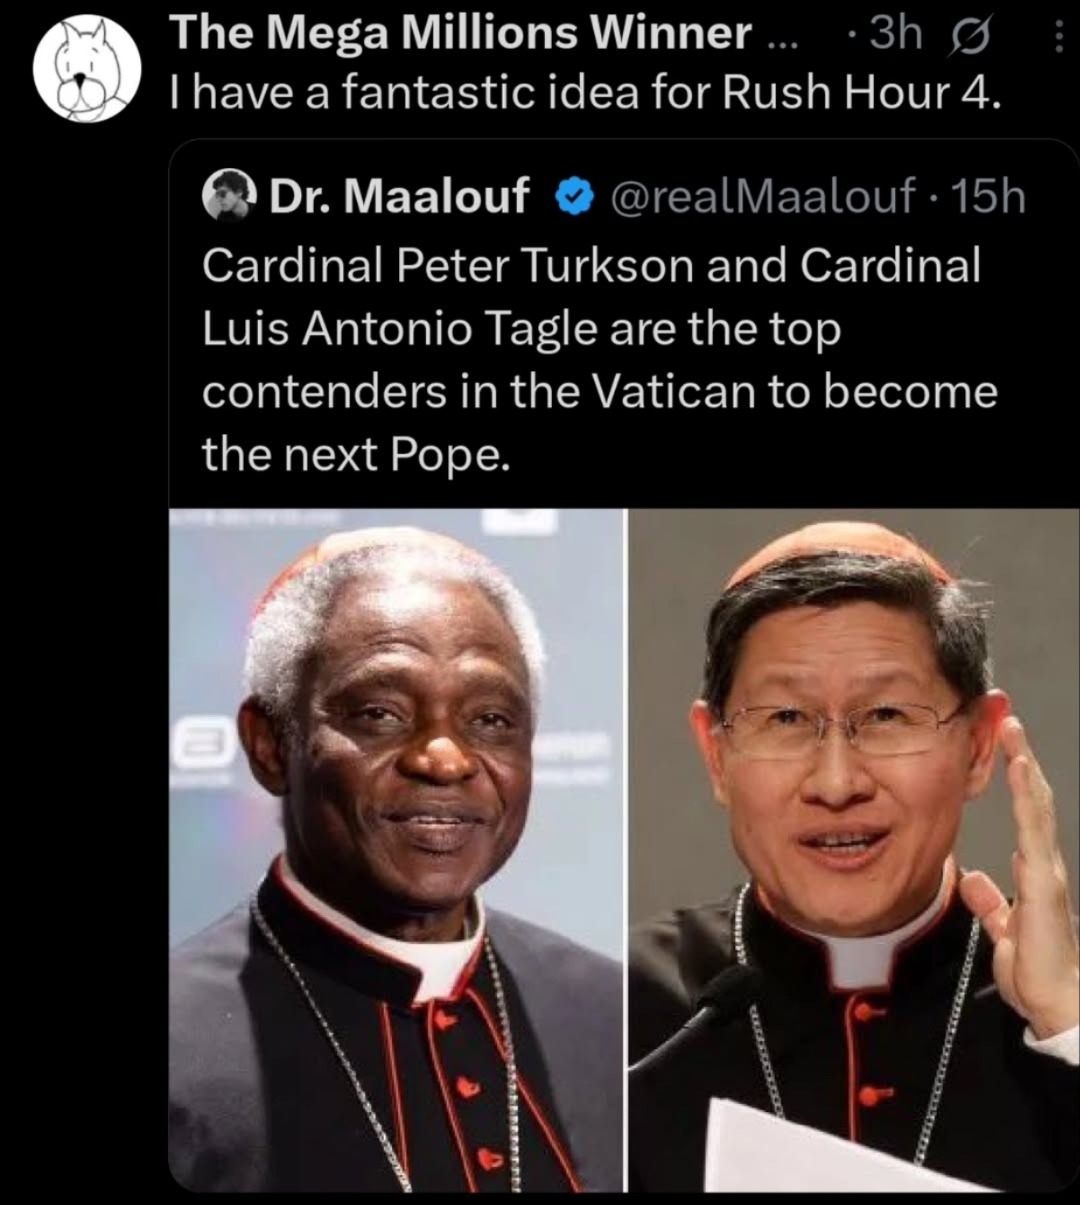 The Mega Millions Winner ... · 3h
I have a fantastic idea for Rush Hour 4.
Dr. Maalouf @realMaalouf · 15h
Cardinal Peter Turkson and Cardinal
Luis Antonio Tagle are the top
contenders in the Vatican to become
the next Pope.